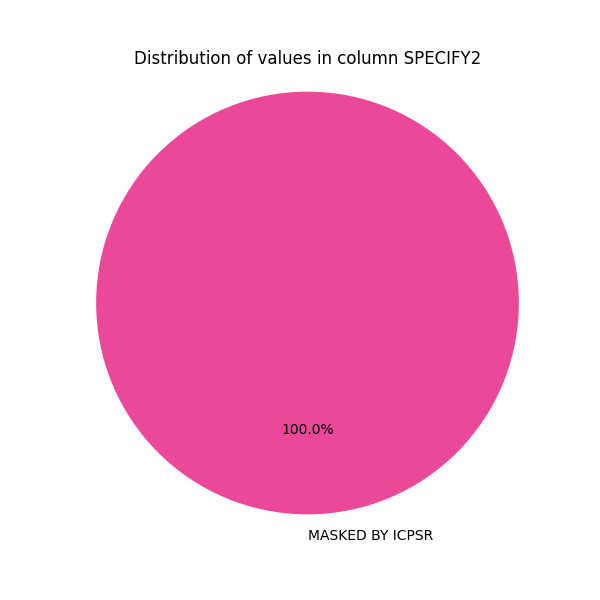 Distribution of values in column SPECIFY2
100.0%
MASKED BY ICPSR